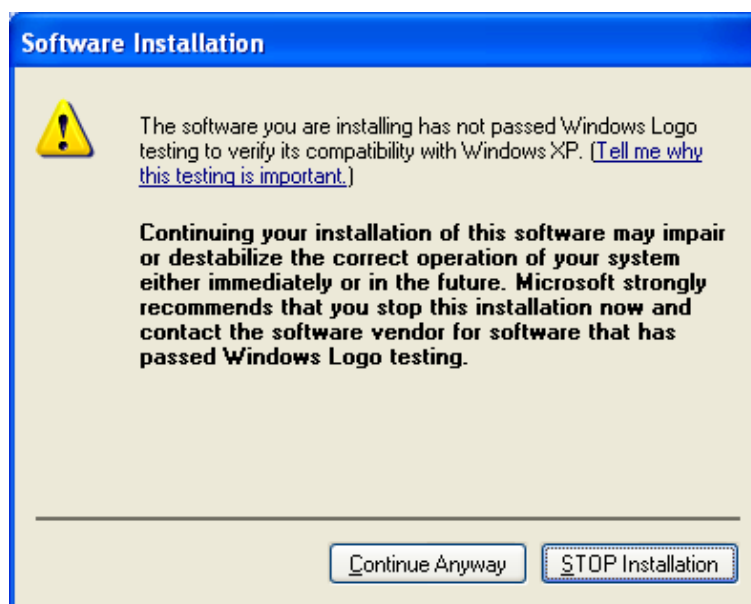 Software Installation
The software you are installing has not passed Windows Logo
testing to verify its compatibility with Windows XP. (Tell me why
this testing is important.)
Continuing your installation of this software may impair
or destabilize the correct operation of your system
either immediately or in the future. Microsoft strongly
recommends that you stop this installation now and
contact the software vendor for software that has
passed Windows Logo testing.
Continue Anyway
STOP Installation